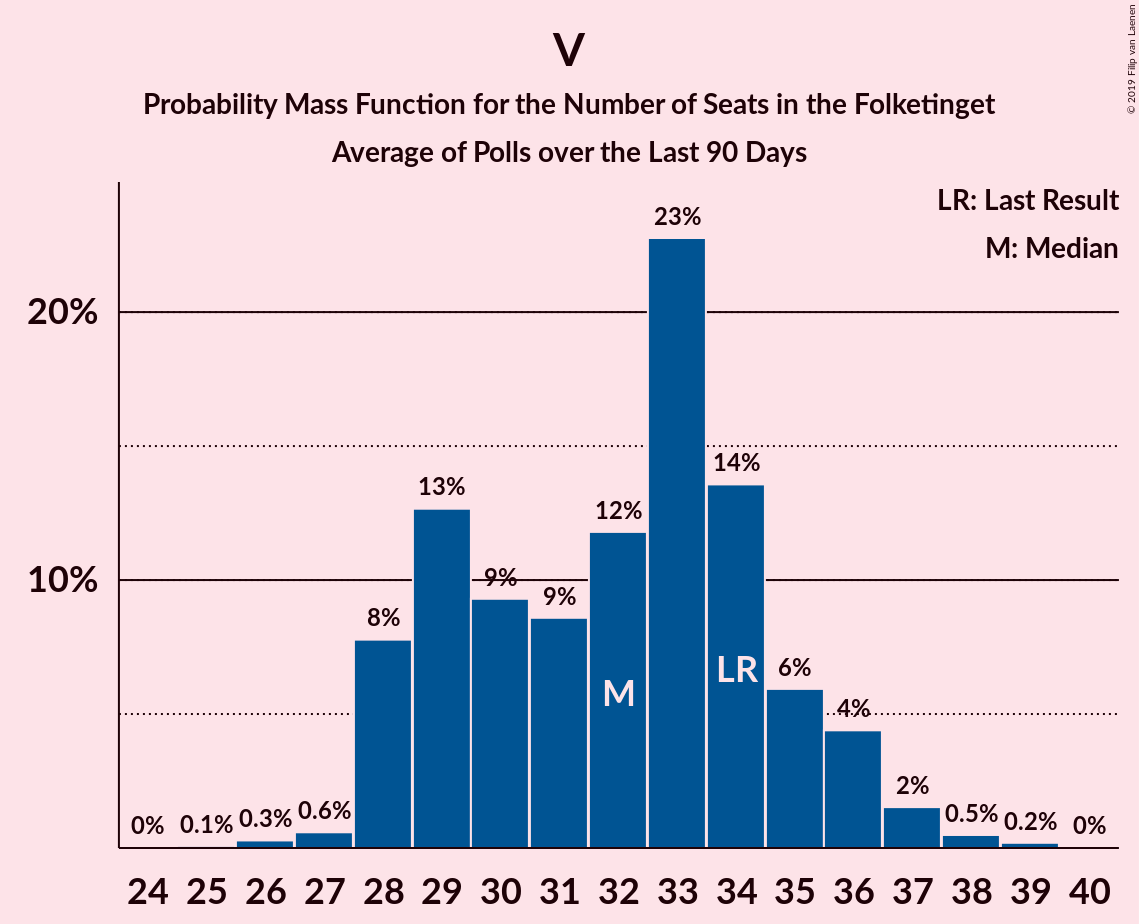 V
Probability Mass Function for the Number of Seats in the Folketinget
Average of Polls over the Last 90 Days
© 2019 Filip van Laenen
LR: Last Result
M: Median
20%
10%
0%
0.1%
0.3%
0.6%
8%
13%
9%
9%
12%
23%
14%
6%
4%
2%
0.5%
0.2%
0%
M
LR
24 25 26 27 28 29 30 31 32 33 34 35 36 37 38 39 40